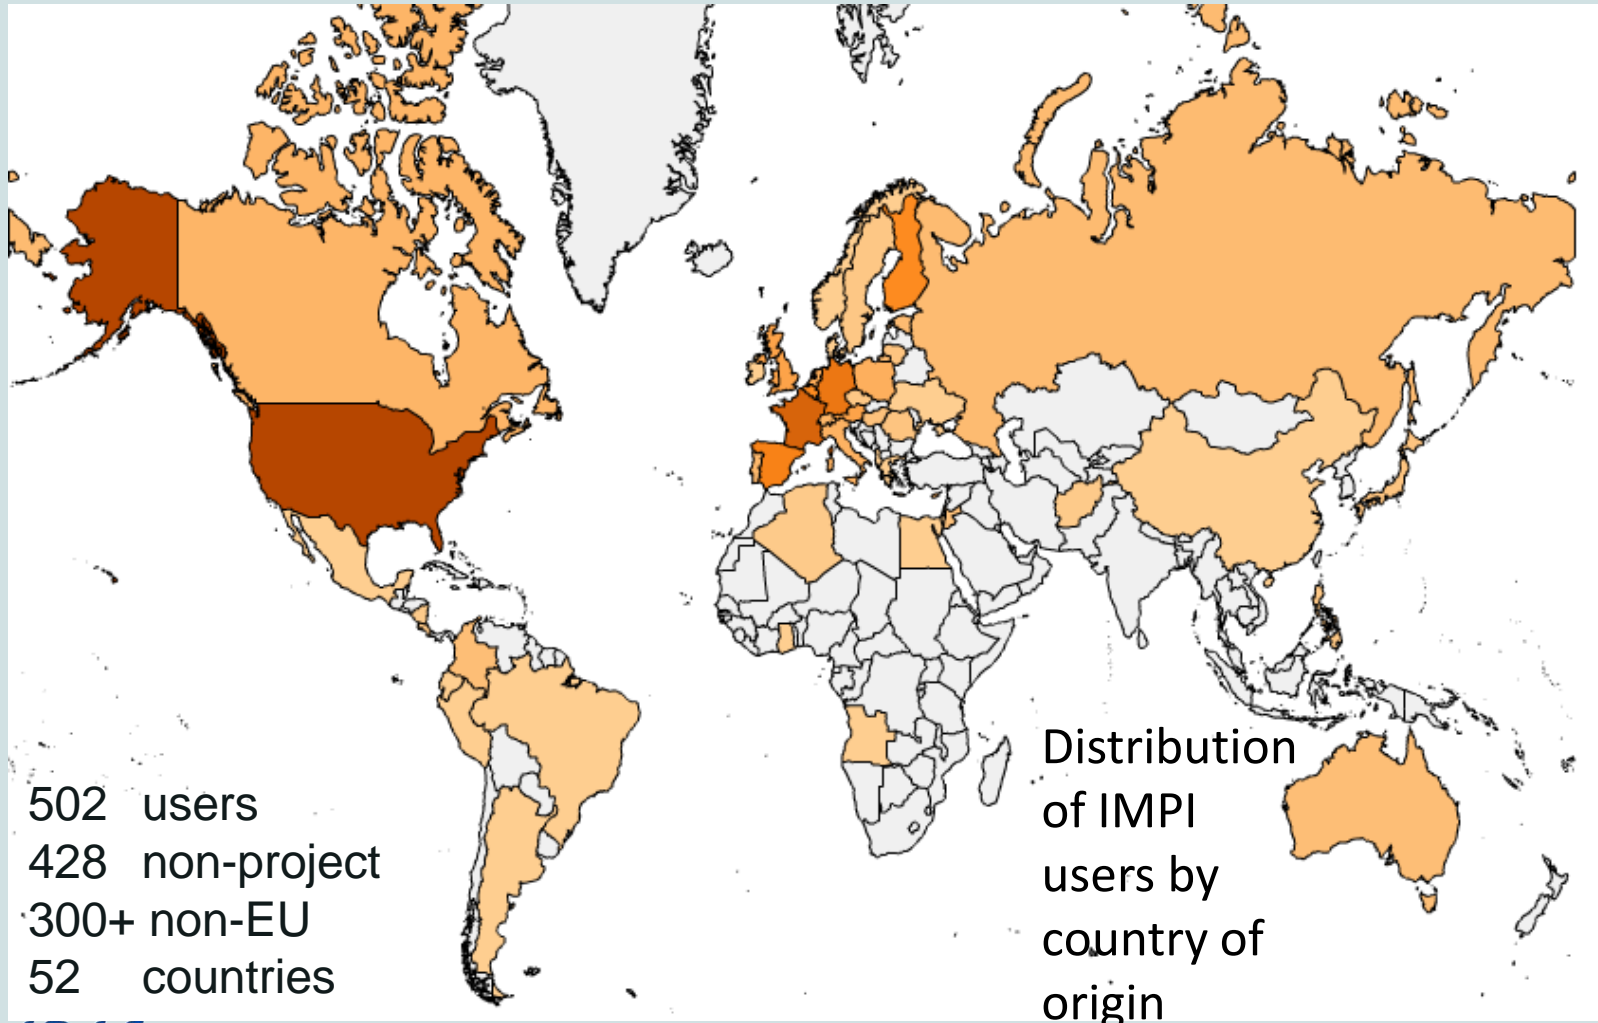 502 users
428 non-project
300+ non-EU
52 countries
Distribution
of IMPI
users by
country of
origin